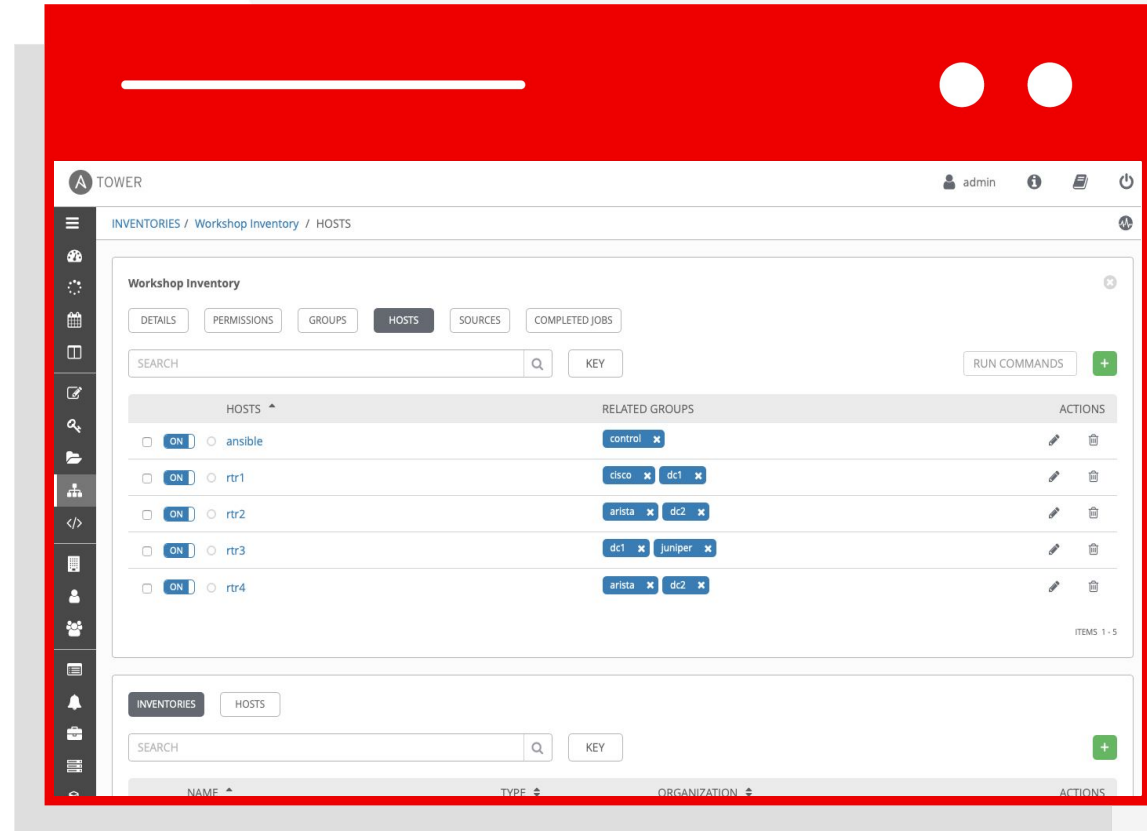 A TOWER admin
INVENTORIES / Workshop Inventory / HOSTS
Workshop Inventory
DETAILS PERMISSIONS GROUPS HOSTS SOURCES COMPLETED JOBS
SEARCH KEY RUN COMMANDS +
HOSTS RELATED GROUPS ACTIONS
ON ansible control x
ON rtr1 cisco x dc1 x
ON rtr2 arista x dc2 x
ON rtr3 dc1 x juniper x
ON rtr4 arista x dc2 x
ITEMS 1 - 5
INVENTORIES HOSTS
SEARCH KEY +
NAME TYPE ORGANIZATION ACTIONS